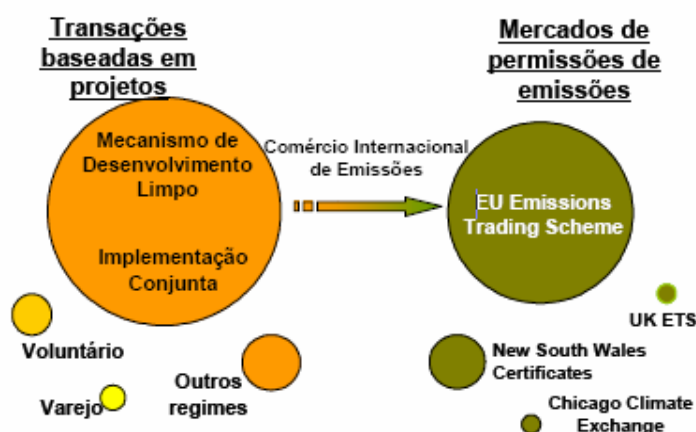 Transações
baseadas em
projetos
Mercados de
permissões de
emissões
Mecanismo de
Desenvolvimento
Limpo
Implementação
Conjunta
Comércio Internacional
de Emissões
EU Emissions
Trading Scheme
UK ETS
Voluntário
Varejo
Outros
regimes
New South Wales
Certificates
Chicago Climate
Exchange